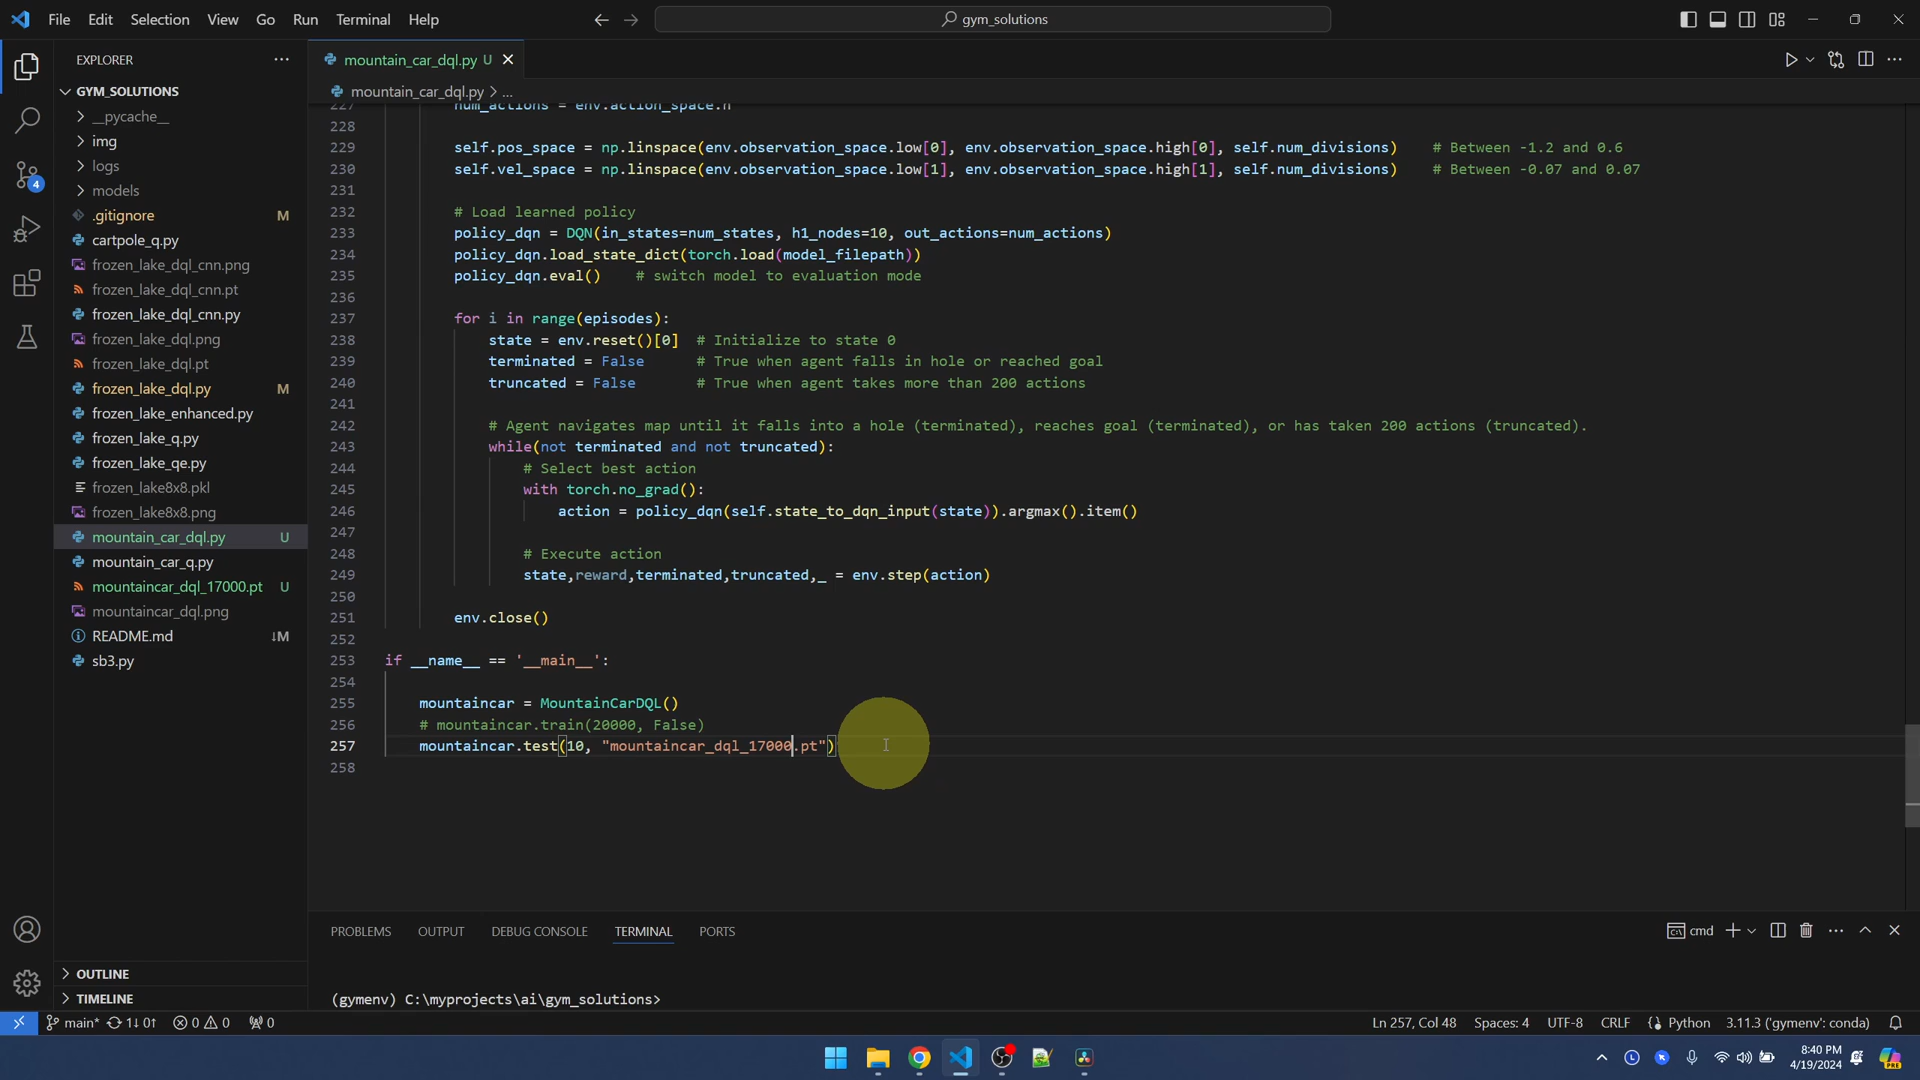 File Edit Selection View Go Run Terminal Help
gym_solutions
EXPLORER
mountain_car_dql.py U
GYM_SOLUTIONS
mountain_car_dql.py > ...
__pycache__
img
logs
models
.gitignore M
cartpole_q.py
frozen_lake_dql_cnn.png
frozen_lake_dql_cnn.pt
frozen_lake_dql_cnn.py
frozen_lake_dql.png
frozen_lake_dql.pt
frozen_lake_dql.py M
frozen_lake_enhanced.py
frozen_lake_q.py
frozen_lake_qe.py
frozen_lake8x8.pkl
frozen_lake8x8.png
mountain_car_dql.py U
mountain_car_q.py
mountaincar_dql_17000.pt U
mountaincar_dql.png
README.md ↓M
sb3.py
OUTLINE
TIMELINE
4
227 num_actions = env.action_space.n
228
229 self.pos_space = np.linspace(env.observation_space.low[0], env.observation_space.high[0], self.num_divisions) # Between -1.2 and 0.6
230 self.vel_space = np.linspace(env.observation_space.low[1], env.observation_space.high[1], self.num_divisions) # Between -0.07 and 0.07
231
232 # Load learned policy
233 policy_dqn = DQN(in_states=num_states, h1_nodes=10, out_actions=num_actions)
234 policy_dqn.load_state_dict(torch.load(model_filepath))
235 policy_dqn.eval() # switch model to evaluation mode
236
237 for i in range(episodes):
238 state = env.reset()[0] # Initialize to state 0
239 terminated = False # True when agent falls in hole or reached goal
240 truncated = False # True when agent takes more than 200 actions
241
242 # Agent navigates map until it falls into a hole (terminated), reaches goal (terminated), or has taken 200 actions (truncated).
243 while(not terminated and not truncated):
244 # Select best action
245 with torch.no_grad():
246 action = policy_dqn(self.state_to_dqn_input(state)).argmax().item()
247
248 # Execute action
249 state,reward,terminated,truncated,_ = env.step(action)
250
251 env.close()
252
253 if __name__ == '__main__':
254
255 mountaincar = MountainCarDQL()
256 # mountaincar.train(20000, False)
257 mountaincar.test(10, "mountaincar_dql_17000.pt")
258
PROBLEMS OUTPUT DEBUG CONSOLE TERMINAL PORTS
cmd
(gymenv) C:\myprojects\ai\gym_solutions>
main* 1↓ 0↑ 0 0 0
Ln 257, Col 48 Spaces: 4 UTF-8 CRLF Python 3.11.3 ('gymenv': conda)
8:40 PM
4/19/2024
PRE